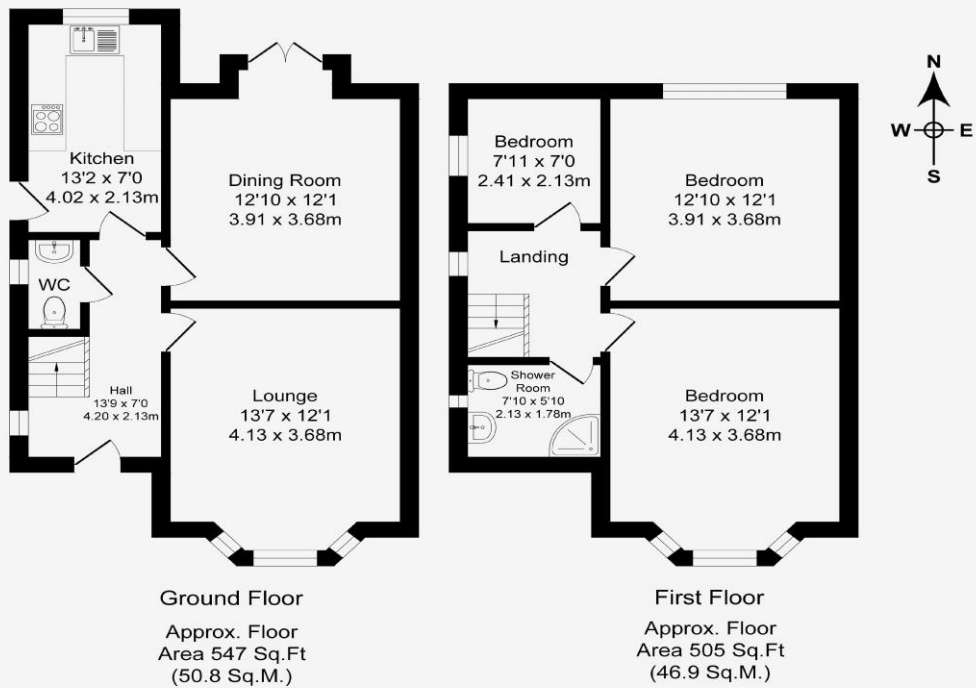 Kitchen
13'2 x 7'0
4.02 x 2.13m
Dining Room
12'10 x 12'1
3.91 x 3.68m
WC
Hall
13'9 x 7'0
4.20 x 2.13m
Lounge
13'7 x 12'1
4.13 x 3.68m
Ground Floor
Approx. Floor
Area 547 Sq.Ft
(50.8 Sq.M.)
Bedroom
7'11 x 7'0
2.41 x 2.13m
Bedroom
12'10 x 12'1
3.91 x 3.68m
Landing
Shower
Room
7'10 x 5'10
2.13 x 1.78m
Bedroom
13'7 x 12'1
4.13 x 3.68m
First Floor
Approx. Floor
Area 505 Sq.Ft
(46.9 Sq.M.)
N
W E
S